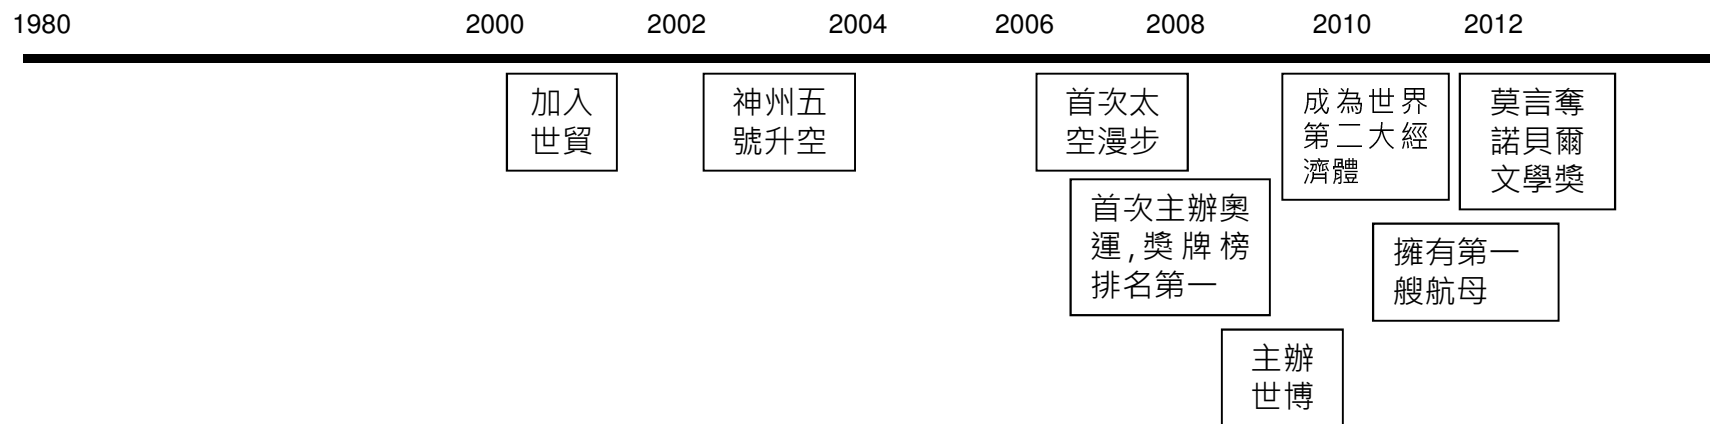 1980 2000 2002 2004 2006 2008 2010 2012
加入
世貿
神州五
號升空
首次太
空漫步
成為世界
第二大經
濟體
莫言奪
諾貝爾
文學獎
首次主辦奧
運,獎牌榜
排名第一
擁有第一
艘航母
主辦
世博